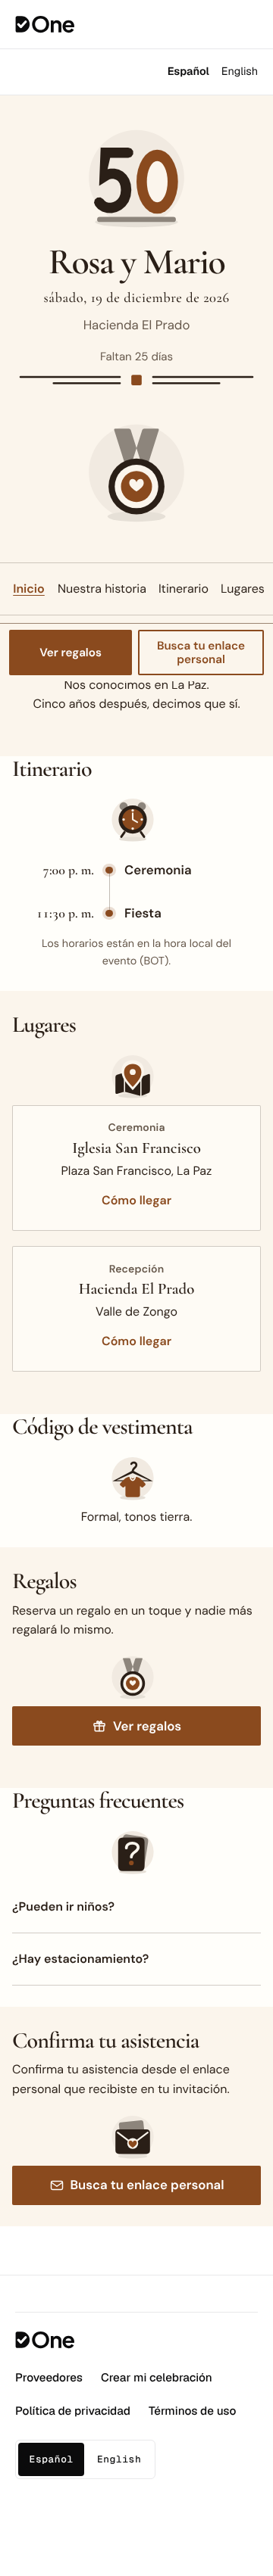 One
Español English
50
Rosa y Mario
sábado, 19 de diciembre de 2026
Hacienda El Prado
Faltan 25 días
Inicio Nuestra historia Itinerario Lugares
Ver regalos
Busca tu enlace
personal
Nos conocimos en La Paz.
Cinco años después, decimos que sí.
Itinerario
7:00 p. m. Ceremonia
11:30 p. m. Fiesta
Los horarios están en la hora local del
evento (BOT).
Lugares
Ceremonia
Iglesia San Francisco
Plaza San Francisco, La Paz
Cómo llegar
Recepción
Hacienda El Prado
Valle de Zongo
Cómo llegar
Código de vestimenta
Formal, tonos tierra.
Regalos
Reserva un regalo en un toque y nadie más
regalará lo mismo.
Ver regalos
Preguntas frecuentes
?
¿Pueden ir niños?
¿Hay estacionamiento?
Confirma tu asistencia
Confirma tu asistencia desde el enlace
personal que recibiste en tu invitación.
Busca tu enlace personal
One
Proveedores Crear mi celebración
Política de privacidad Términos de uso
Español English